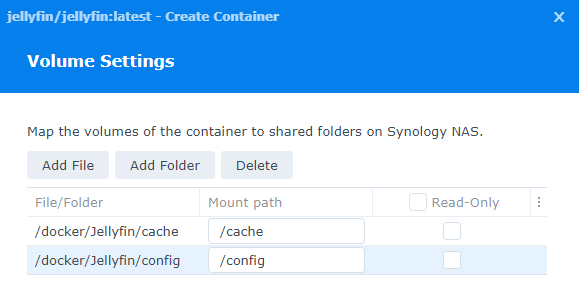 jellyfin/jellyfin:latest - Create Container
Volume Settings
Map the volumes of the container to shared folders on Synology NAS.
Add File Add Folder Delete
File/Folder Mount path Read-Only
/docker/Jellyfin/cache /cache
/docker/Jellyfin/config /config